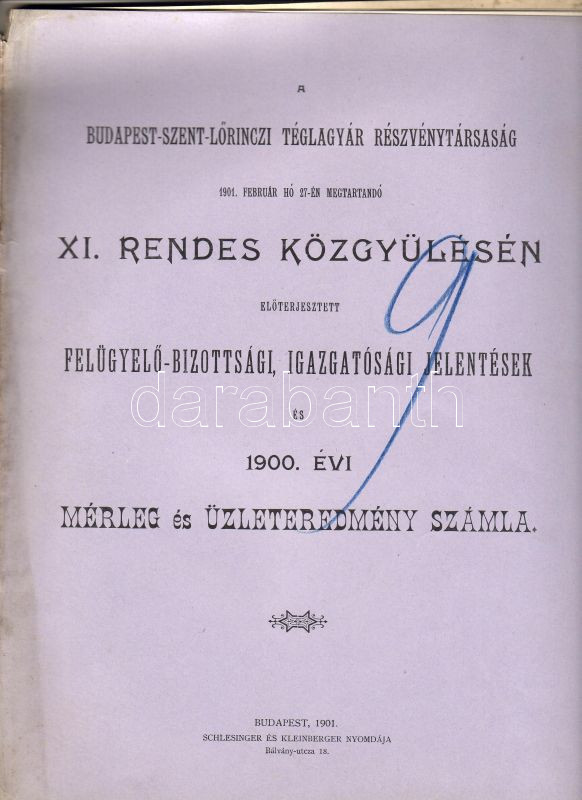 A
BUDAPEST-SZENT-LŐRINCZI TÉGLAGYÁR RÉSZVÉNYTÁRSASÁG
1901. FEBRUÁR HÓ 27-ÉN MEGTARTANDÓ
XI. RENDES KÖZGYÜLÉSÉN
ELŐTERJESZTETT
FELÜGYELŐ-BIZOTTSÁGI, IGAZGATÓSÁGI JELENTÉSEK
ÉS
1900. ÉVI
MÉRLEG és ÜZLETEREDMÉNY SZÁMLA.
9
darabanth
BUDAPEST, 1901.
SCHLESINGER ÉS KLEINBERGER NYOMDÁJA
Bálvány-utcza 18.